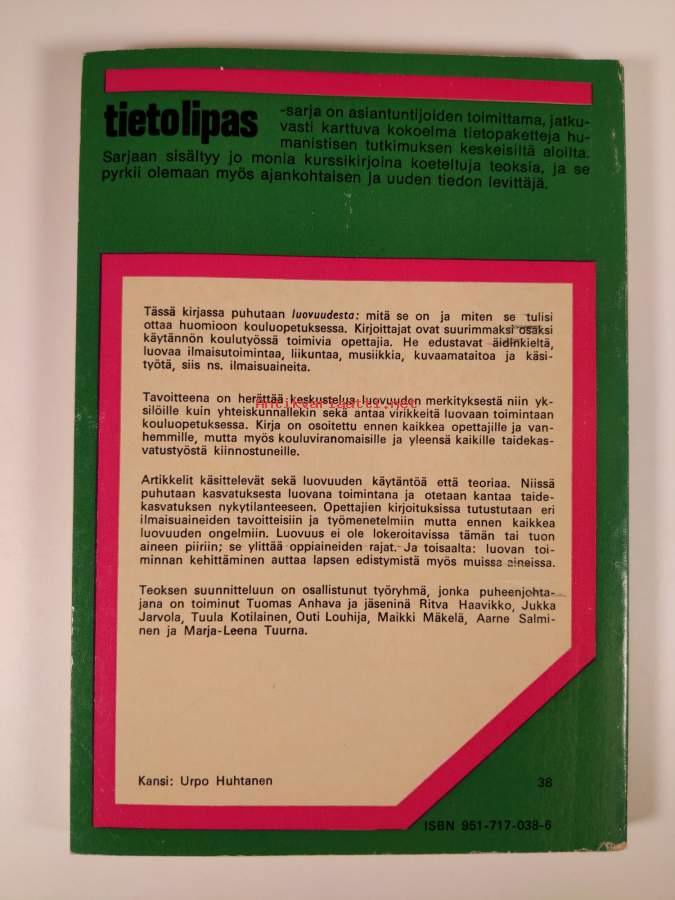 tietolipas -sarja on asiantuntijoiden toimittama, jatku-
vasti karttuva kokoelma tietopaketteja hu-
manistisen tutkimuksen keskeisiltä aloilta.
Sarjaan sisältyy jo monia kurssikirjoina koeteltuja teoksia, ja se
pyrkii olemaan myös ajankohtaisen ja uuden tiedon levittäjä.
Tässä kirjassa puhutaan luovuudesta: mitä se on ja miten se tulisi
ottaa huomioon kouluopetuksessa. Kirjoittajat ovat suurimmaksi osaksi
käytännön koulutyössä toimivia opettajia. He edustavat äidinkieltä,
luovaa ilmaisutoimintaa, liikuntaa, musiikkia, kuvaamataitoa ja käsi-
työtä, siis ns. ilmaisuaineita.
Tavoitteena on herättää keskustelua luovuuden merkityksestä niin yk-
silöille kuin yhteiskunnallekin sekä antaa virikkeitä luovaan toimintaan
kouluopetuksessa. Kirja on osoitettu ennen kaikkea opettajille ja van-
hemmille, mutta myös kouluviranomaisille ja yleensä kaikille taidekas-
vatustyöstä kiinnostuneille.
Antikvariaatti.net
Artikkelit käsittelevät sekä luovuuden käytäntöä että teoriaa. Niissä
puhutaan kasvatuksesta luovana toimintana ja otetaan kantaa taide-
kasvatuksen nykytilanteeseen. Opettajien kirjoituksissa tutustutaan eri
ilmaisuaineiden tavoitteisiin ja työmenetelmiin mutta ennen kaikkea
luovuuden ongelmiin. Luovuus ei ole lokeroitavissa tämän tai tuon
aineen piiriin; se ylittää oppiaineiden rajat. Ja toisaalta: luovan toi-
minnan kehittäminen auttaa lapsen edistymistä myös muissa aineissa.
Teoksen suunnitteluun on osallistunut työryhmä, jonka puheenjohta-
jana on toiminut Tuomas Anhava ja jäseninä Ritva Haavikko, Jukka
Jarvola, Tuula Kotilainen, Outi Louhija, Maikki Mäkelä, Aarne Salmi-
nen ja Marja-Leena Tuurna.
Kansi: Urpo Huhtanen 38
ISBN 951-717-038-6